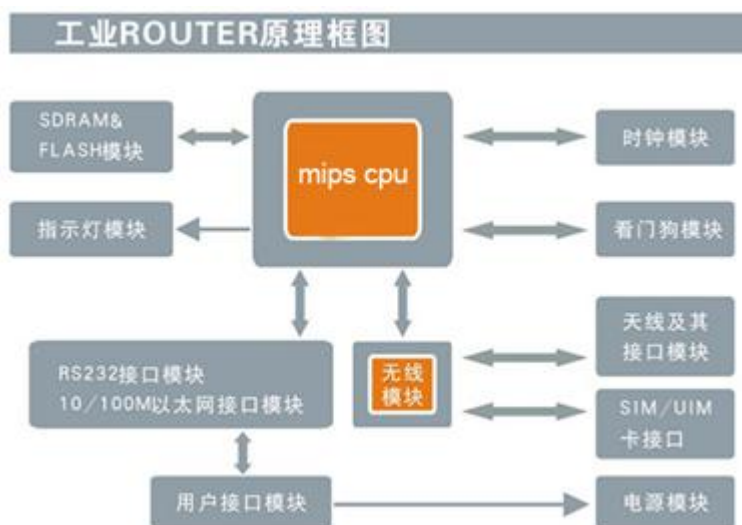 工业ROUTER原理框图
SDRAM&
FLASH模块
mips cpu
时钟模块
指示灯模块
看门狗模块
RS232接口模块
10/100M以太网接口模块
无线
模块
天线及其
接口模块
SIM/UIM
卡接口
用户接口模块
电源模块